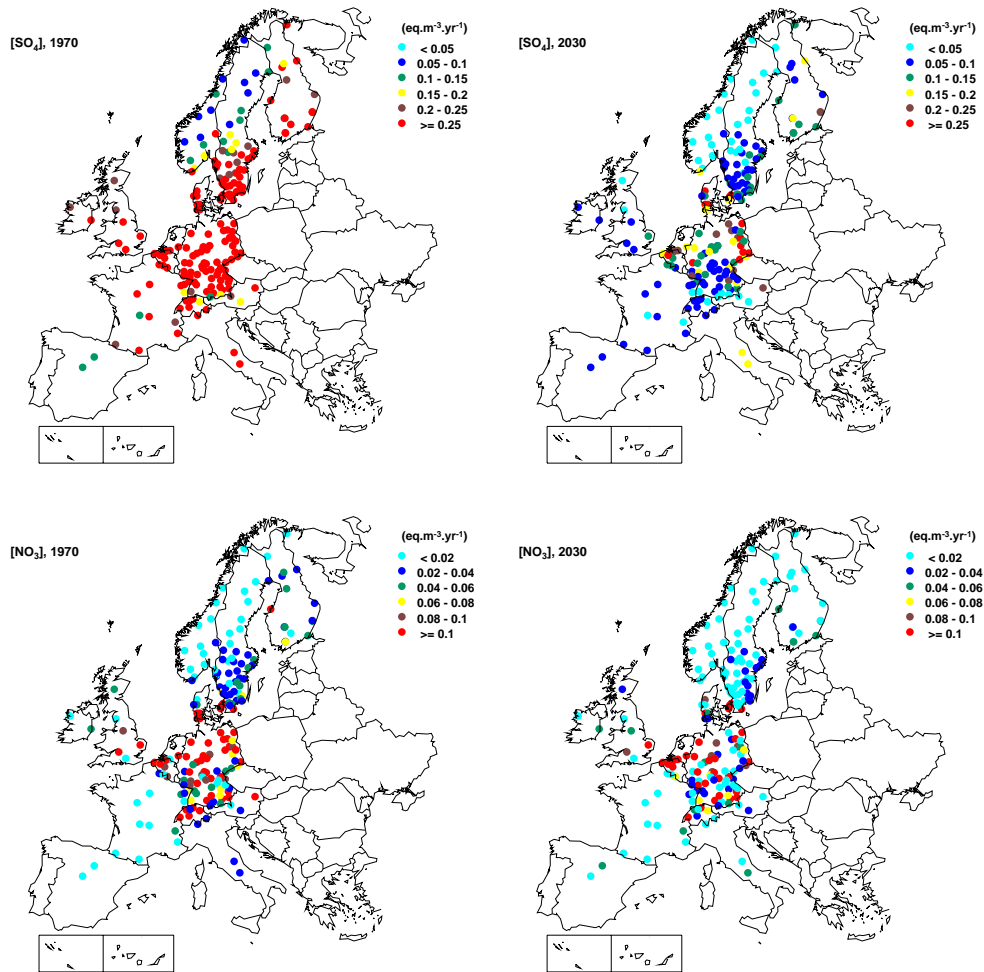 [SO₄], 1970
(eq.m⁻³.yr⁻¹)
< 0.05
0.05 - 0.1
0.1 - 0.15
0.15 - 0.2
0.2 - 0.25
>= 0.25
[SO₄], 2030
(eq.m⁻³.yr⁻¹)
< 0.05
0.05 - 0.1
0.1 - 0.15
0.15 - 0.2
0.2 - 0.25
>= 0.25
[NO₃], 1970
(eq.m⁻³.yr⁻¹)
< 0.02
0.02 - 0.04
0.04 - 0.06
0.06 - 0.08
0.08 - 0.1
>= 0.1
[NO₃], 2030
(eq.m⁻³.yr⁻¹)
< 0.02
0.02 - 0.04
0.04 - 0.06
0.06 - 0.08
0.08 - 0.1
>= 0.1